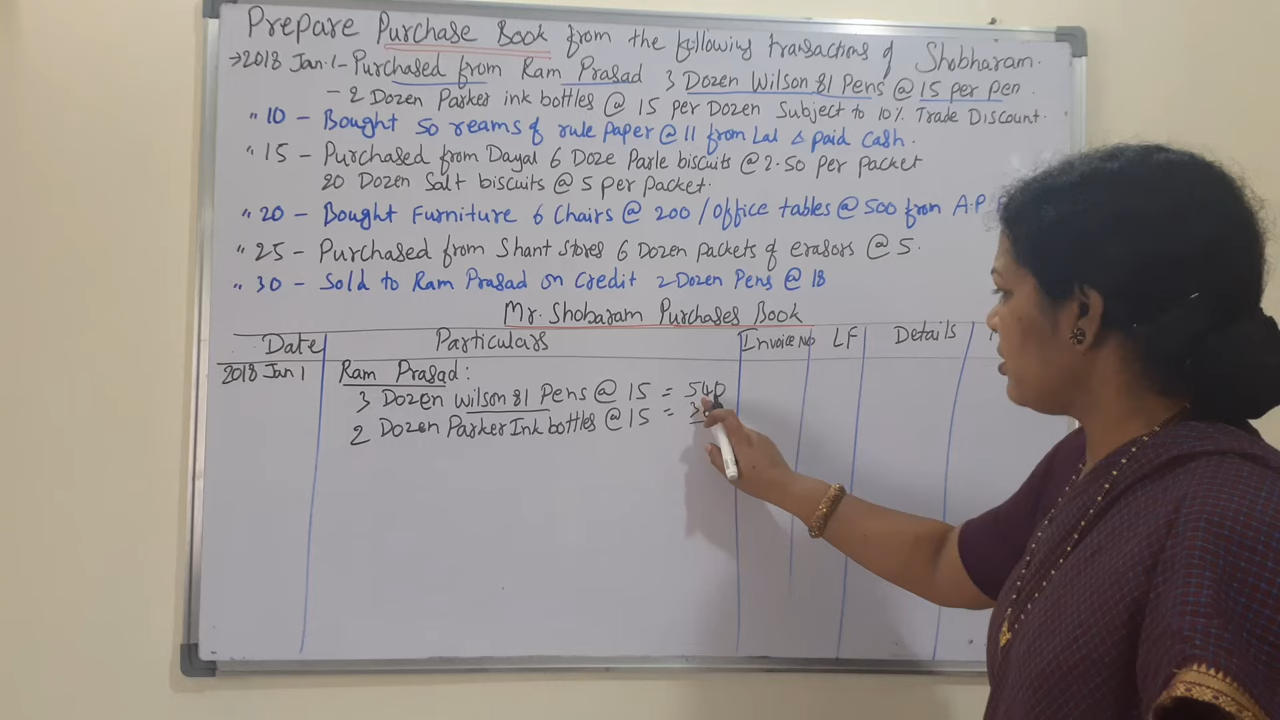 Prepare Purchase Book from the following transactions of Shobharam.
→2018 Jan.1- Purchased from Ram Prasad 3 Dozen Wilson 81 Pens @ 15 per pen.
- 2 Dozen Parker ink bottles @ 15 per Dozen Subject to 10% Trade Discount.
" 10 - Bought 50 reams of rule paper @ 11 from Lal & paid cash.
" 15 - Purchased from Dayal 6 Doze Parle biscuits @ 2.50 per packet
20 Dozen Salt biscuits @ 5 per packet.
" 20 - Bought Furniture 6 Chairs @ 200 / Office tables @ 500 from A.P
" 25 - Purchased from Shant Stores 6 Dozen packets of erasors @ 5.
" 30 - Sold to Ram Prasad on Credit 2 Dozen Pens @ 18
Mr. Shobaram Purchases Book
Date Particulars Invoice No LF Details
2018 Jan 1 Ram Prasad:
3 Dozen Wilson 81 Pens @ 15 = 540
2 Dozen Parker Ink bottles @ 15 =